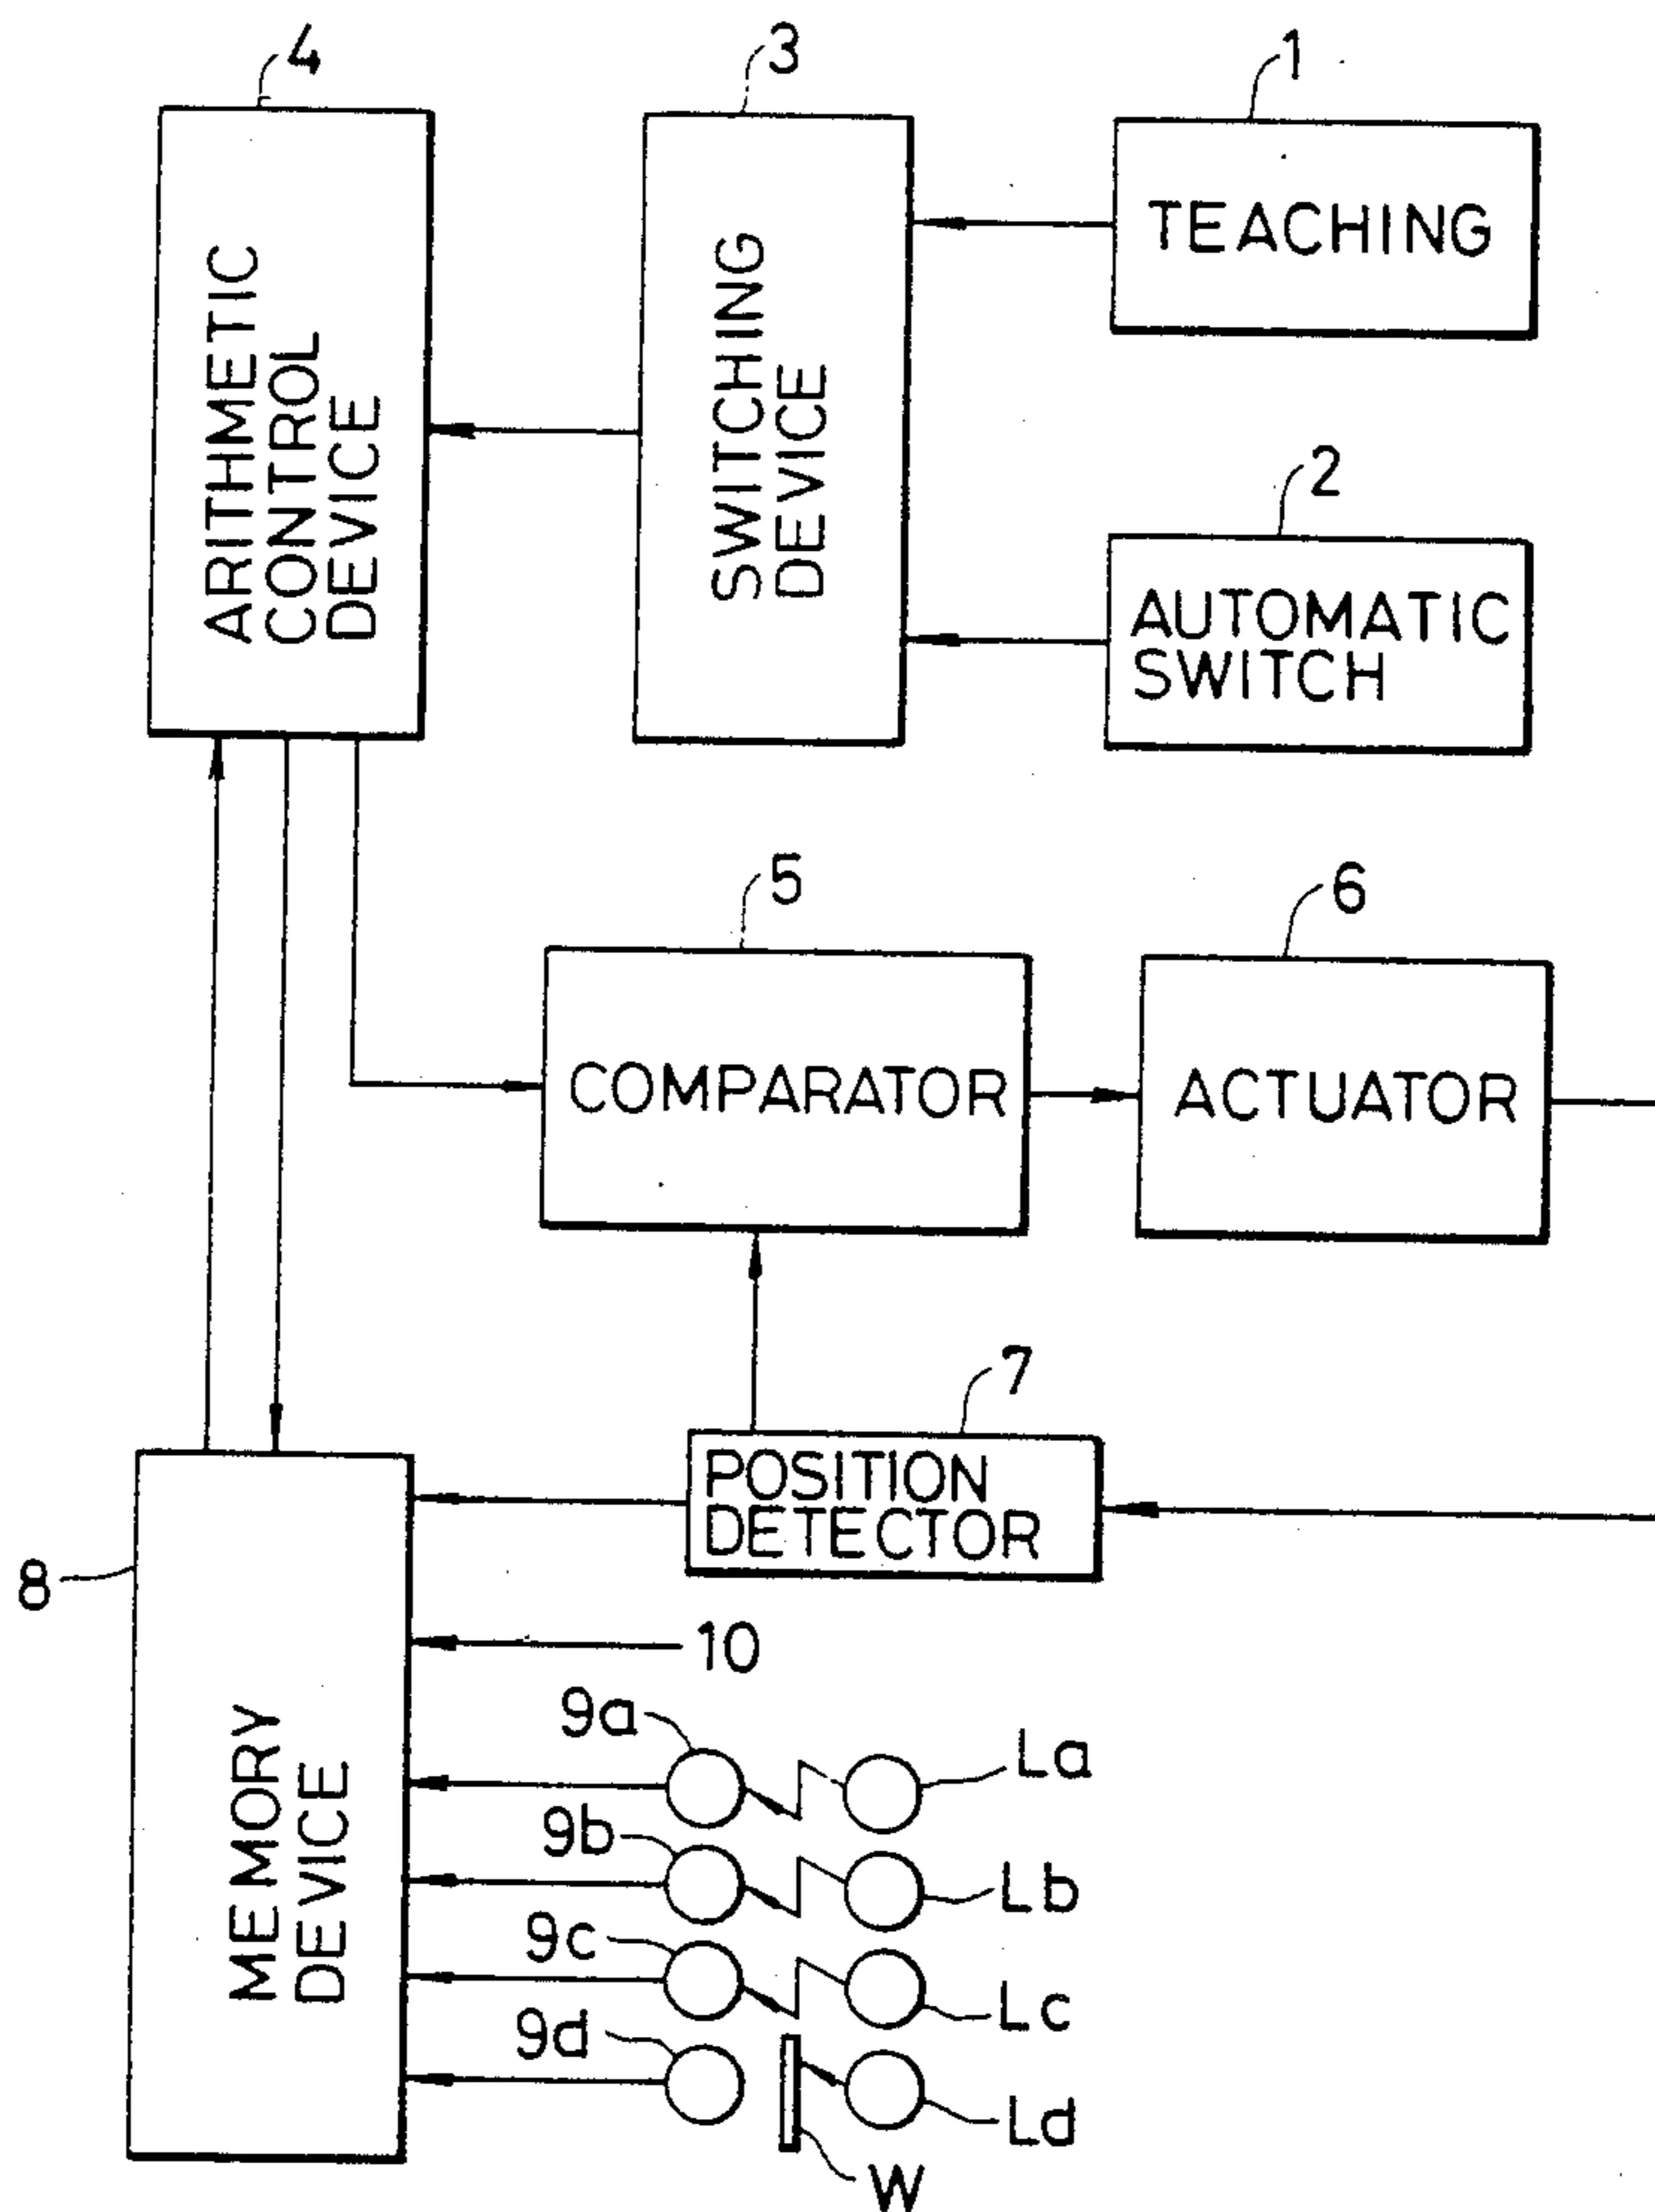 4
3
1
ARITHMETIC
CONTROL
DEVICE
SWITCHING
DEVICE
TEACHING
2
AUTOMATIC
SWITCH
5
6
COMPARATOR
ACTUATOR
7
POSITION
DETECTOR
8
MEMORY
DEVICE
10
9a
La
9b
Lb
9c
Lc
9d
Ld
W